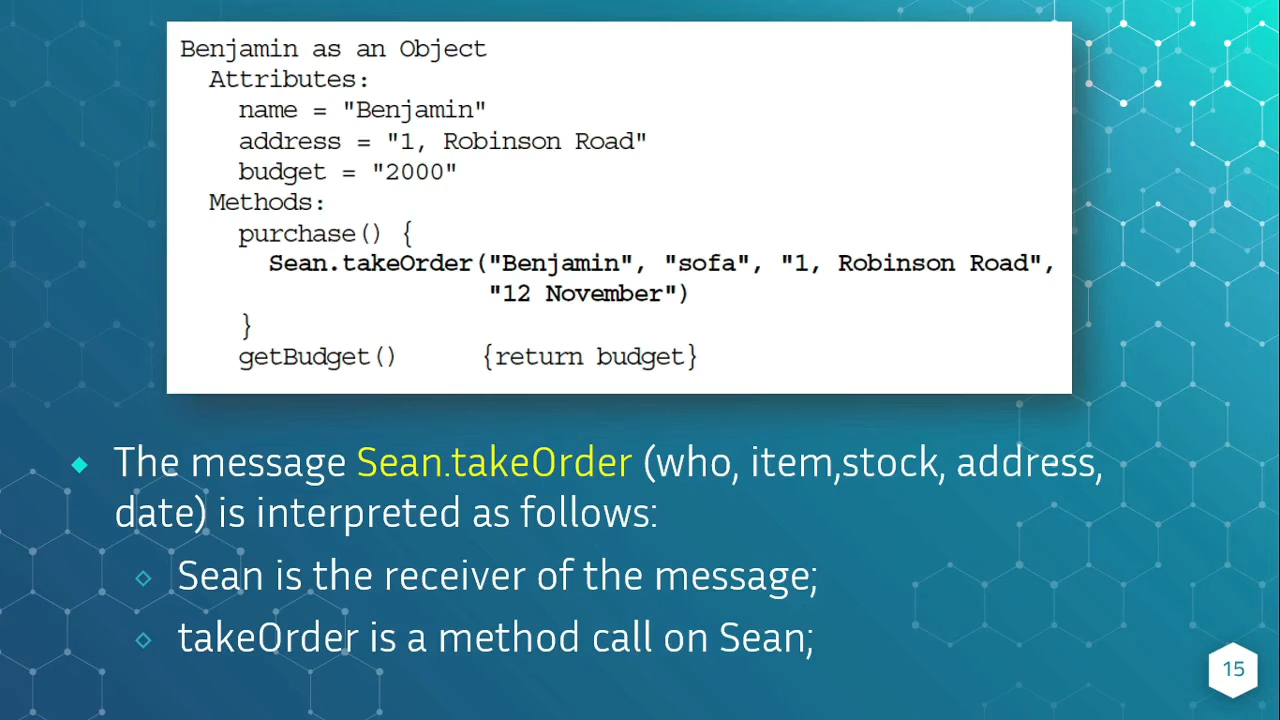 Benjamin as an Object
Attributes:
name = "Benjamin"
address = "1, Robinson Road"
budget = "2000"
Methods:
purchase() {
Sean.takeOrder("Benjamin", "sofa", "1, Robinson Road",
"12 November")
}
getBudget() {return budget}
The message Sean.takeOrder (who, item,stock, address,
date) is interpreted as follows:
Sean is the receiver of the message;
takeOrder is a method call on Sean;
15